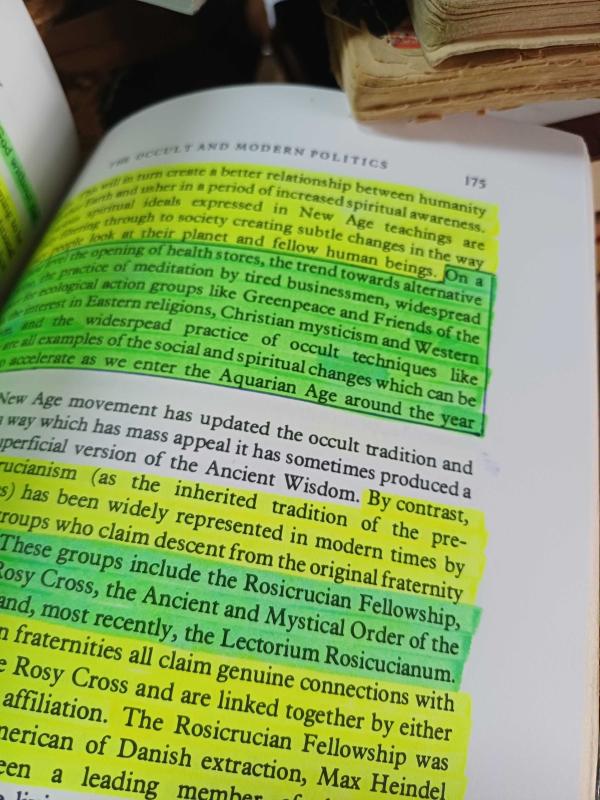 THE OCCULT AND MODERN POLITICS 175
will in turn create a better relationship between humanity
Earth and usher in a period of increased spiritual awareness.
spiritual ideals expressed in New Age teachings are
filtering through to society creating subtle changes in the way
people look at their planet and fellow human beings. On a
the opening of health stores, the trend towards alternative
the practice of meditation by tired businessmen, widespread
for ecological action groups like Greenpeace and Friends of the
the interest in Eastern religions, Christian mysticism and Western
and the widesrpead practice of occult techniques like
are all examples of the social and spiritual changes which can be
accelerate as we enter the Aquarian Age around the year
New Age movement has updated the occult tradition and
a way which has mass appeal it has sometimes produced a
superficial version of the Ancient Wisdom. By contrast,
rucianism (as the inherited tradition of the pre-
s) has been widely represented in modern times by
groups who claim descent from the original fraternity
These groups include the Rosicrucian Fellowship,
Rosy Cross, the Ancient and Mystical Order of the
and, most recently, the Lectorium Rosicucianum.
n fraternities all claim genuine connections with
e Rosy Cross and are linked together by either
affiliation. The Rosicrucian Fellowship was
merican of Danish extraction, Max Heindel
een a leading member